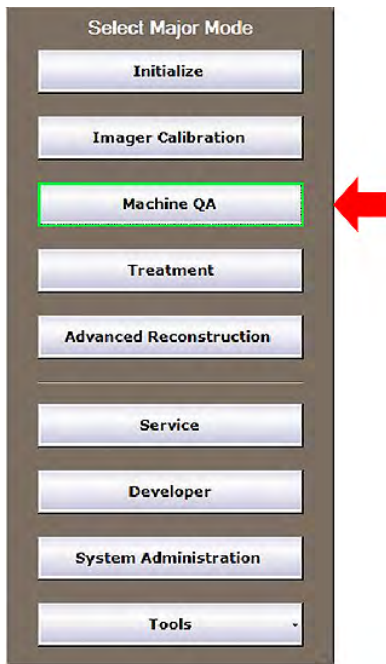 Select Major Mode
Initialize
Imager Calibration
Machine QA
Treatment
Advanced Reconstruction
Service
Developer
System Administration
Tools